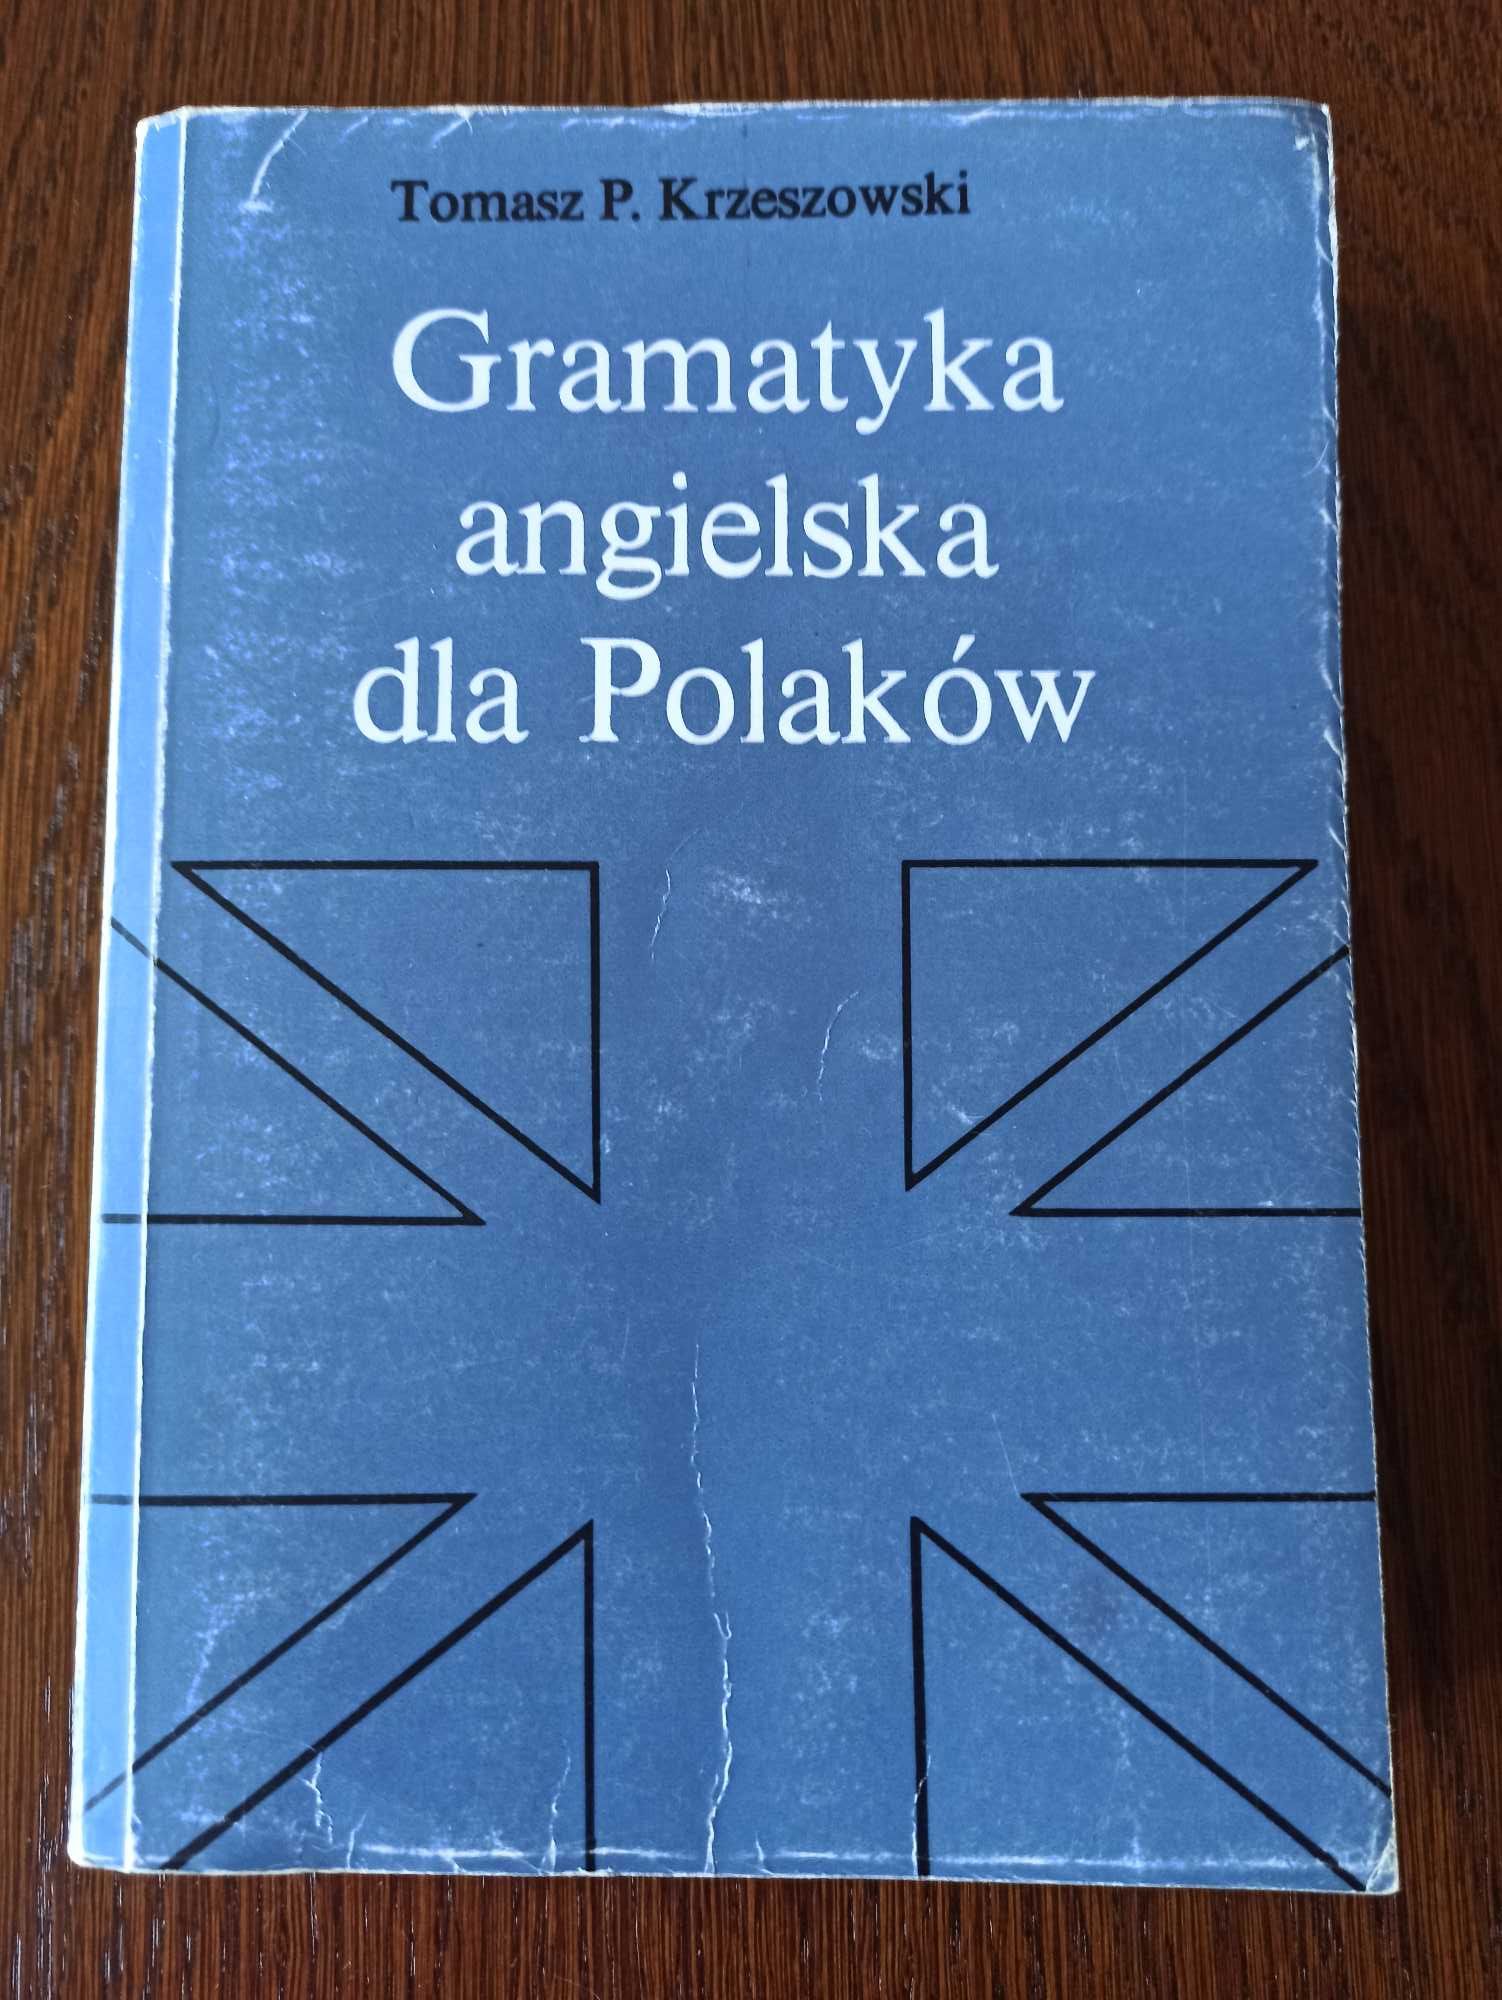 Tomasz P. Krzeszowski
Gramatyka
angielska
dla Polaków